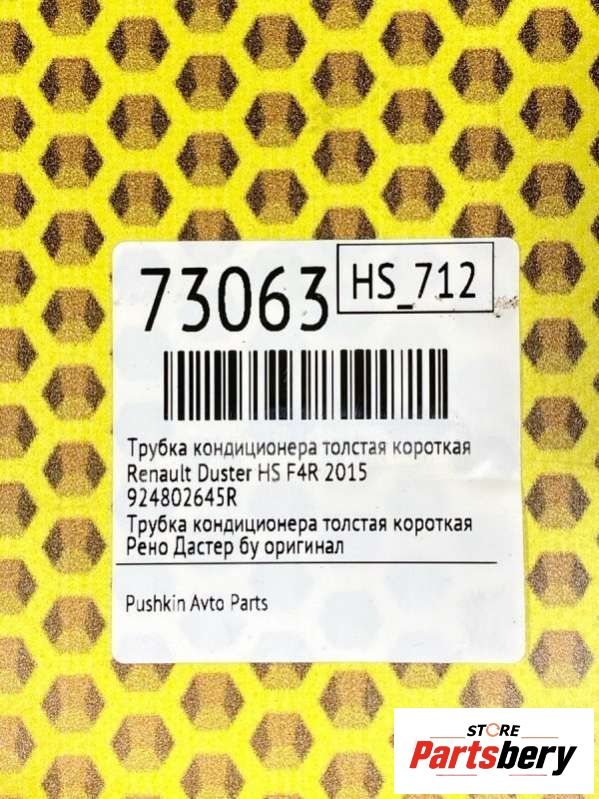 73063
HS_712
Трубка кондиционера толстая короткая
Renault Duster HS F4R 2015
924802645R
Трубка кондиционера толстая короткая
Рено Дастер бу оригинал
Pushkin Avto Parts
STORE
Partsbery